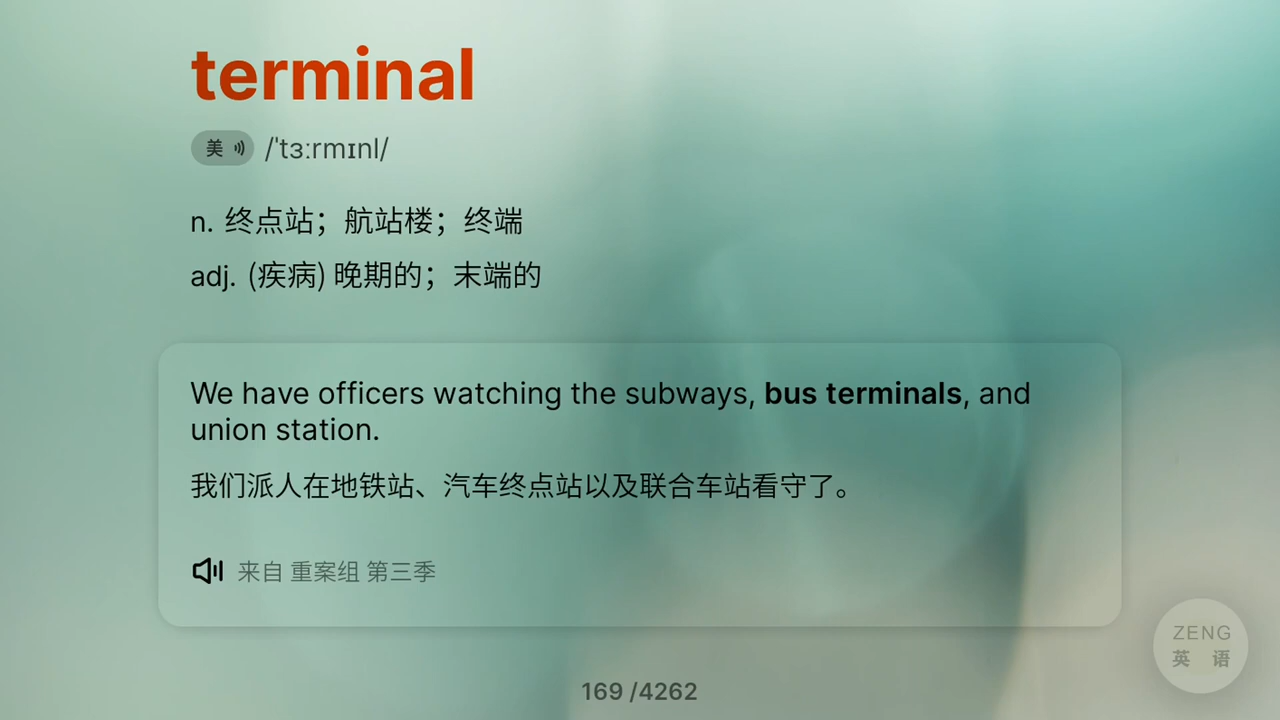 terminal
美 /ˈtɜːrmɪnl/
n. 终点站；航站楼；终端
adj. (疾病) 晚期的；末端的
We have officers watching the subways, bus terminals, and
union station.
我们派人在地铁站、汽车终点站以及联合车站看守了。
来自 重案组 第三季
ZENG
英 语
169 /4262